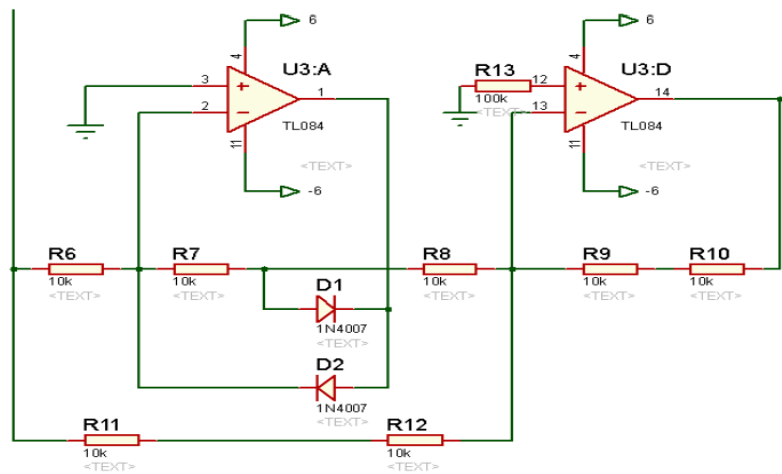 6
6
4
4
U3:A
U3:D
R13
3
12
1
14
2
13
100k
<TEXT>
TL084
TL084
11
11
<TEXT>
<TEXT>
-6
-6
R6
R7
R8
R9
R10
10k
10k
10k
10k
10k
<TEXT>
<TEXT>
<TEXT>
<TEXT>
<TEXT>
D1
1N4007
<TEXT>
D2
1N4007
<TEXT>
R11
R12
10k
10k
<TEXT>
<TEXT>